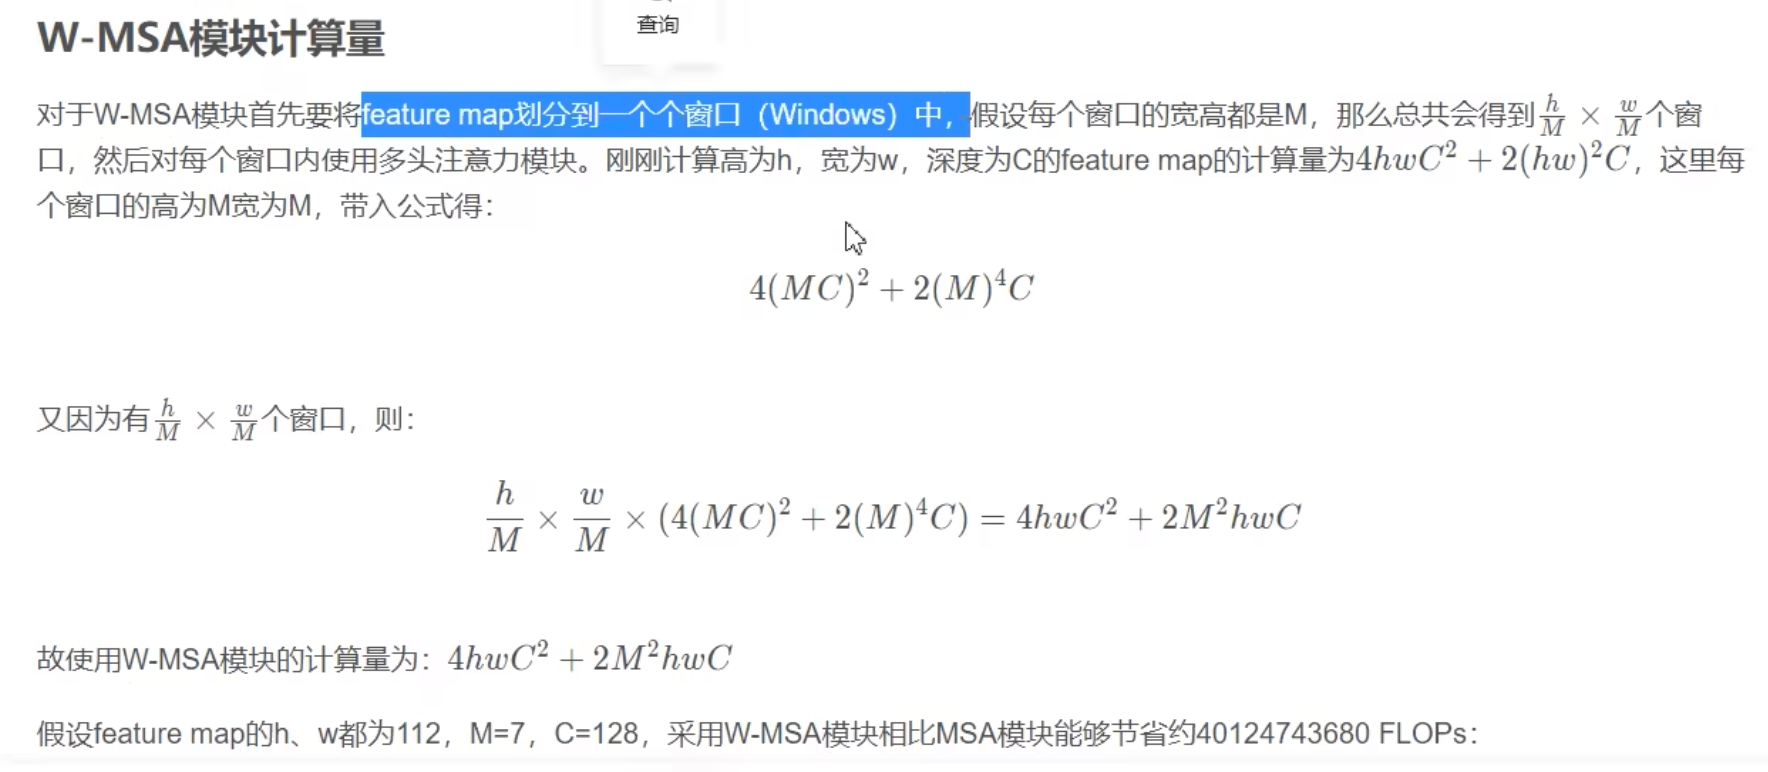 查询
W-MSA模块计算量
对于W-MSA模块首先要将feature map划分到一个个窗口（Windows）中，假设每个窗口的宽高都是M，那么总共会得到$\frac{h}{M} \times \frac{w}{M}$个窗
口，然后对每个窗口内使用多头注意力模块。刚刚计算高为h，宽为w，深度为C的feature map的计算量为$4hwC^2 + 2(hw)^2C$，这里每
个窗口的高为M宽为M，带入公式得：
$4(MC)^2 + 2(M)^4C$
又因为有$\frac{h}{M} \times \frac{w}{M}$个窗口，则：
$\frac{h}{M} \times \frac{w}{M} \times (4(MC)^2 + 2(M)^4C) = 4hwC^2 + 2M^2hwC$
故使用W-MSA模块的计算量为：$4hwC^2 + 2M^2hwC$
假设feature map的h、w都为112，M=7，C=128，采用W-MSA模块相比MSA模块能够节省约40124743680 FLOPs：